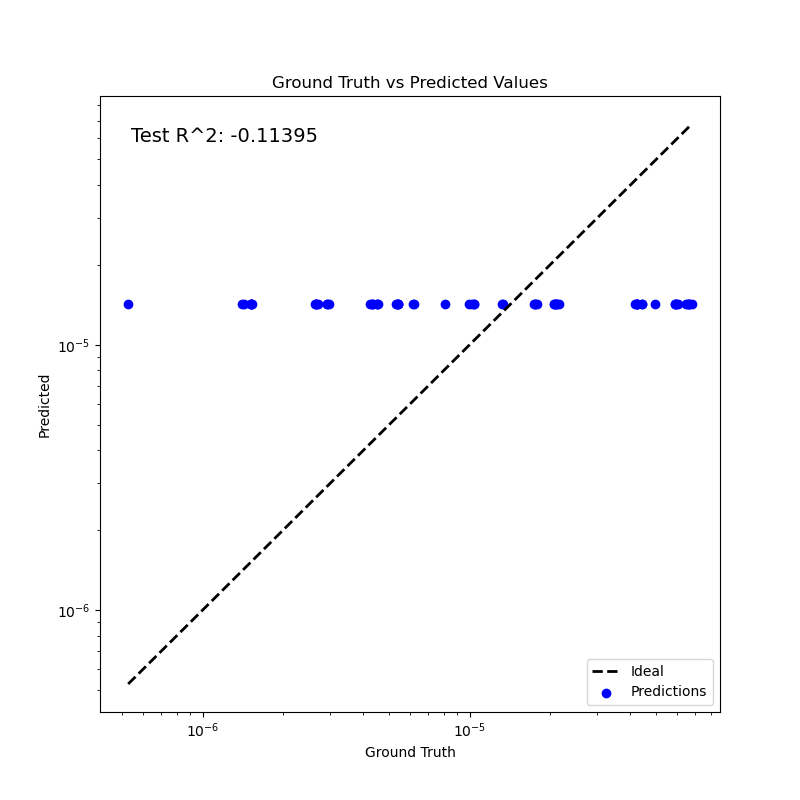 Ground Truth vs Predicted Values
Test R^2: -0.11395
Predicted
10⁻⁵
10⁻⁶
10⁻⁶
10⁻⁵
Ground Truth
Ideal
Predictions